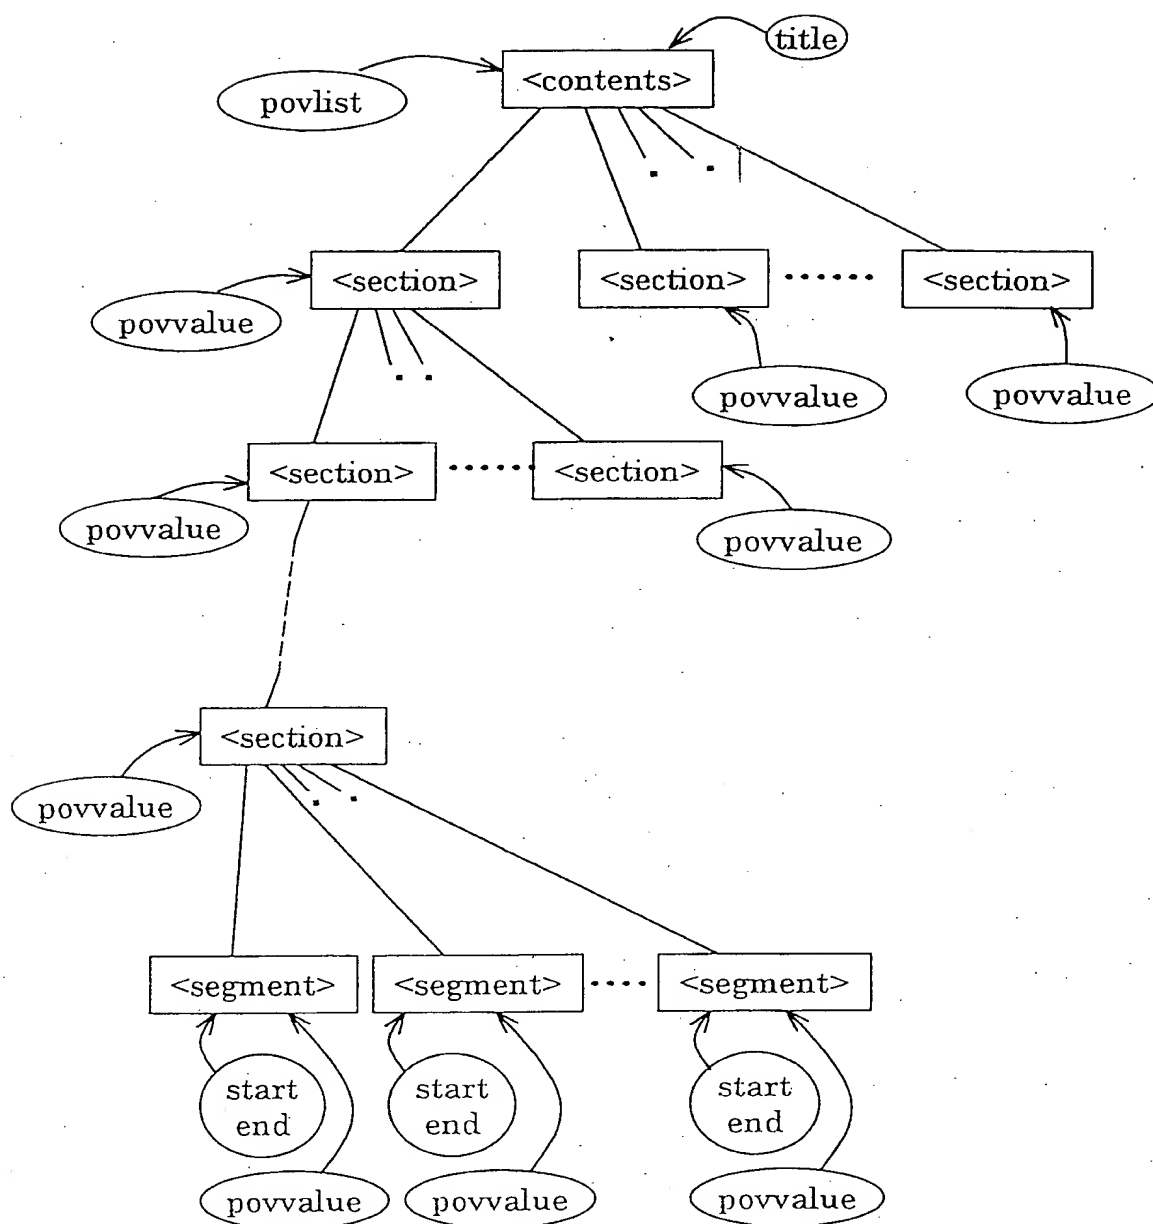 title
<contents>
povlist
<section>
<section>
<section>
povvalue
povvalue
povvalue
<section>
<section>
povvalue
povvalue
<section>
povvalue
<segment>
<segment>
<segment>
start
end
start
end
start
end
povvalue
povvalue
povvalue